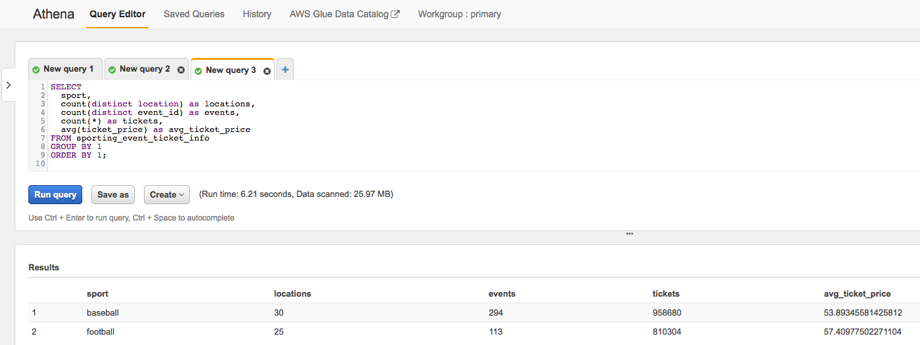 Athena Query Editor Saved Queries History AWS Glue Data Catalog Workgroup : primary
New query 1 New query 2 New query 3 +
1 SELECT
2 sport,
3 count(distinct location) as locations,
4 count(distinct event_id) as events,
5 count(*) as tickets,
6 avg(ticket_price) as avg_ticket_price
7 FROM sporting_event_ticket_info
8 GROUP BY 1
9 ORDER BY 1;
10
Run query Save as Create (Run time: 6.21 seconds, Data scanned: 25.97 MB)
Use Ctrl + Enter to run query, Ctrl + Space to autocomplete
Results
sport locations events tickets avg_ticket_price
1 baseball 30 294 958680 53.89345581425812
2 football 25 113 810304 57.40977502271104